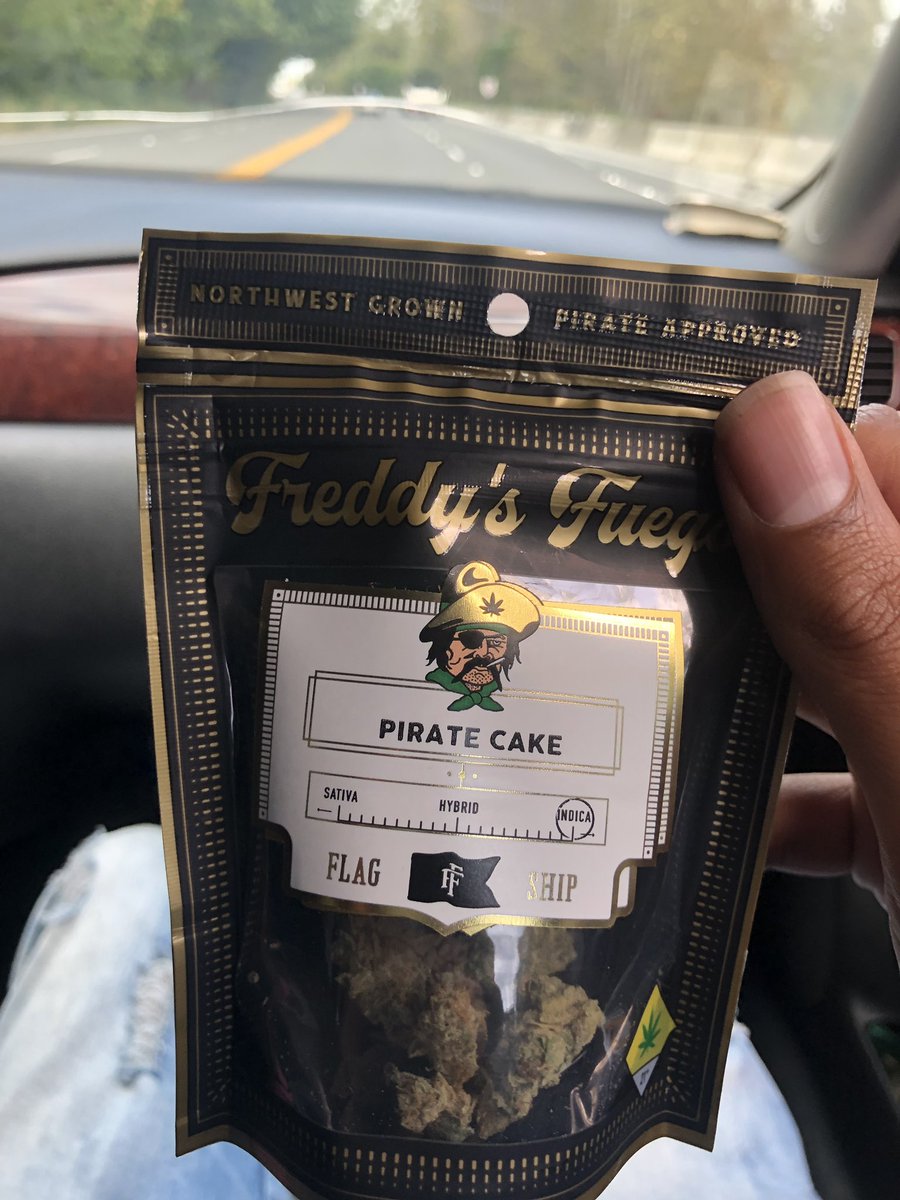 NORTHWEST GROWN PIRATE APPROVED
Freddy's Fuego
PIRATE CAKE
SATIVA HYBRID INDICA
FLAG FF SHIP